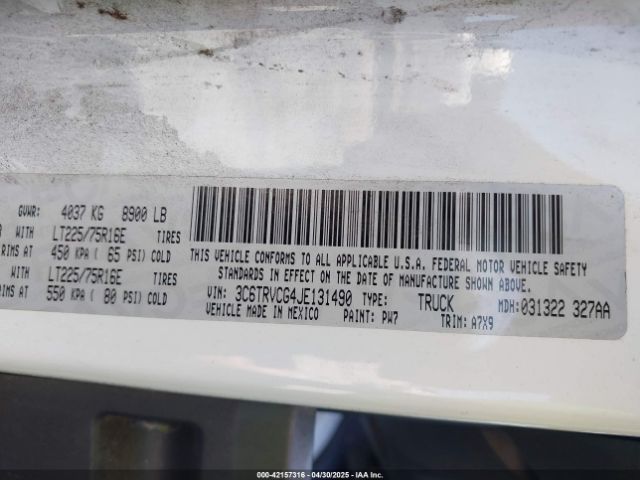 GVWR: 4037 KG 8900 LB
WITH LT225/75R16E TIRES
RIMS AT 450 KPA ( 65 PSI) COLD
WITH LT225/75R16E TIRES
RIMS AT 550 KPA ( 80 PSI) COLD
THIS VEHICLE CONFORMS TO ALL APPLICABLE U.S.A. FEDERAL MOTOR VEHICLE SAFETY
STANDARDS IN EFFECT ON THE DATE OF MANUFACTURE SHOWN ABOVE.
VIN: 3C6TRVCG4JE131490 TYPE: TRUCK MDH: 031322 327AA
VEHICLE MADE IN MEXICO PAINT: PW7 TRIM: A7X9
000-42157316 - 04/30/2025 - IAA Inc.